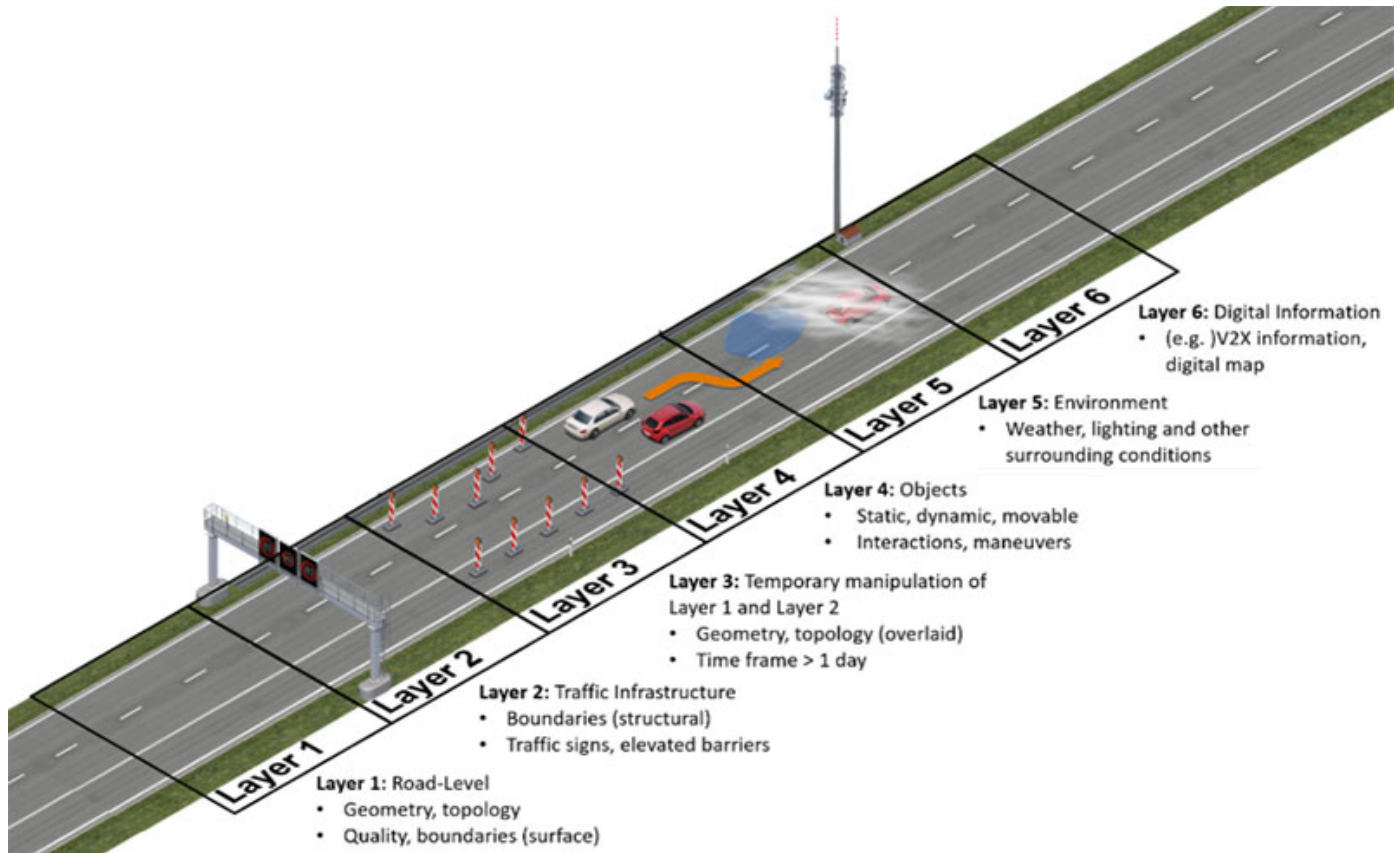 Layer 6
Layer 6: Digital Information
• (e.g. )V2X information,
digital map
Layer 5
Layer 5: Environment
• Weather, lighting and other
surrounding conditions
Layer 4
Layer 4: Objects
• Static, dynamic, movable
• Interactions, maneuvers
Layer 3
Layer 3: Temporary manipulation of
Layer 1 and Layer 2
• Geometry, topology (overlaid)
• Time frame > 1 day
Layer 2
Layer 2: Traffic Infrastructure
• Boundaries (structural)
• Traffic signs, elevated barriers
Layer 1
Layer 1: Road-Level
• Geometry, topology
• Quality, boundaries (surface)